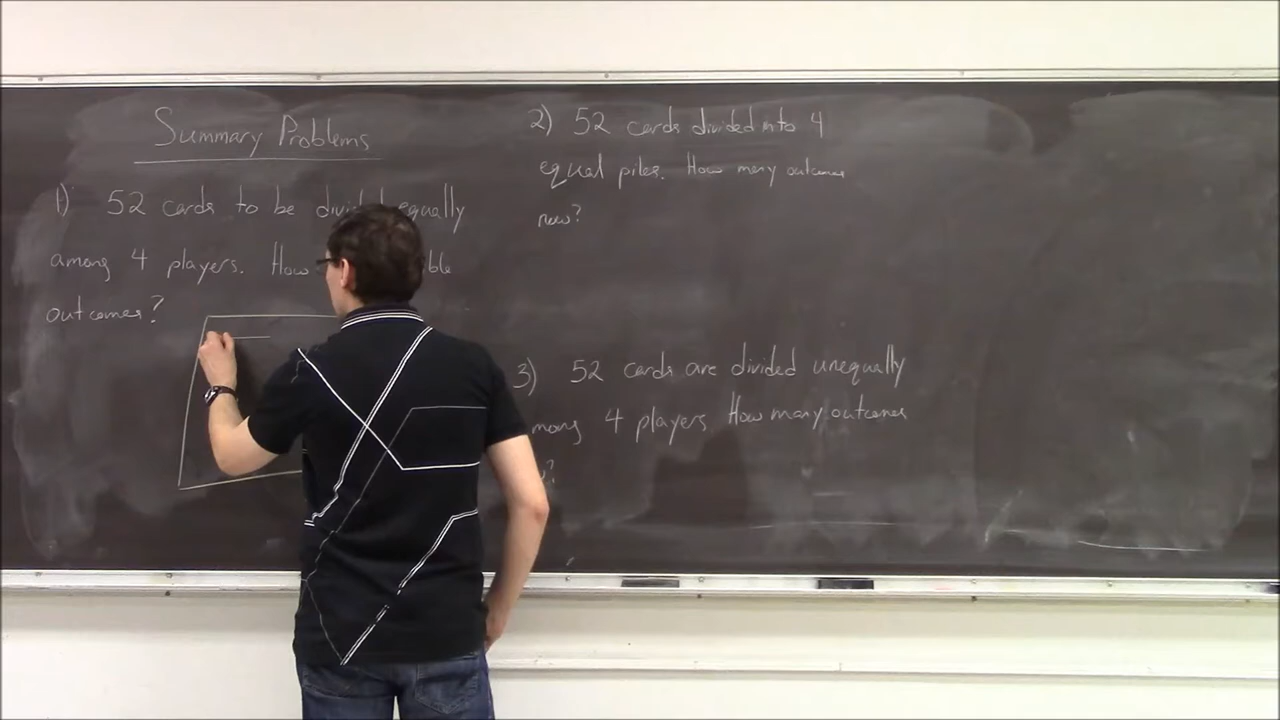 Summary Problems
1) 52 cards to be equally
among 4 players. How
outcomes?
2) 52 cards divided into 4
equal piles. How many outcomes
now?
3) 52 cards are divided unequally
among 4 players How many outcomes